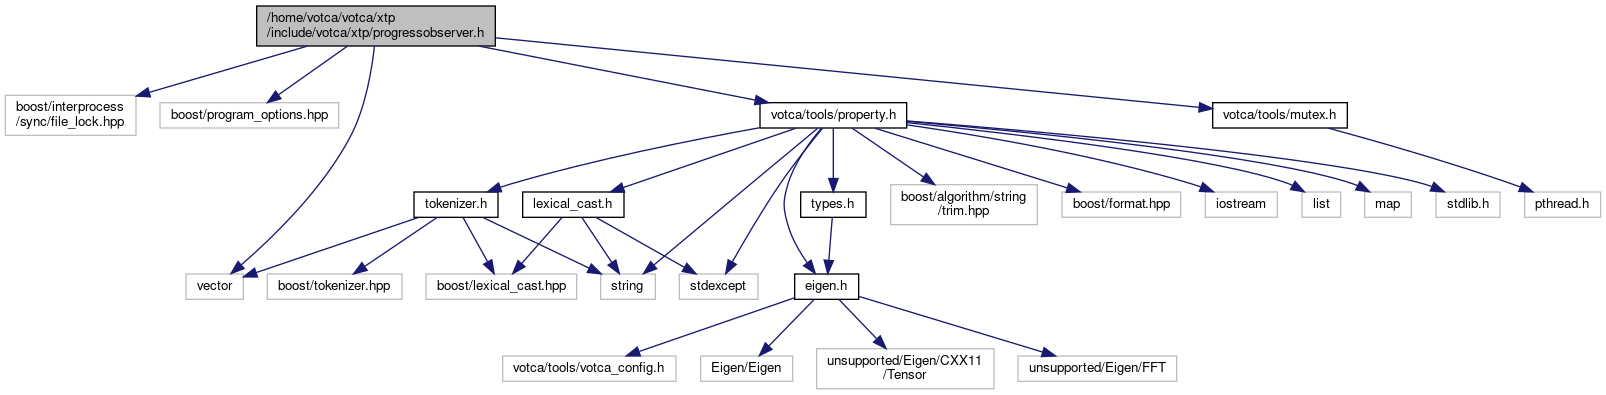 /home/votca/votca/xtp
/include/votca/xtp/progressobserver.h
boost/interprocess
/sync/file_lock.hpp
boost/program_options.hpp
votca/tools/property.h
votca/tools/mutex.h
tokenizer.h
lexical_cast.h
types.h
boost/algorithm/string
/trim.hpp
boost/format.hpp
iostream
list
map
stdlib.h
pthread.h
vector
boost/tokenizer.hpp
boost/lexical_cast.hpp
string
stdexcept
eigen.h
votca/tools/votca_config.h
Eigen/Eigen
unsupported/Eigen/CXX11
/Tensor
unsupported/Eigen/FFT